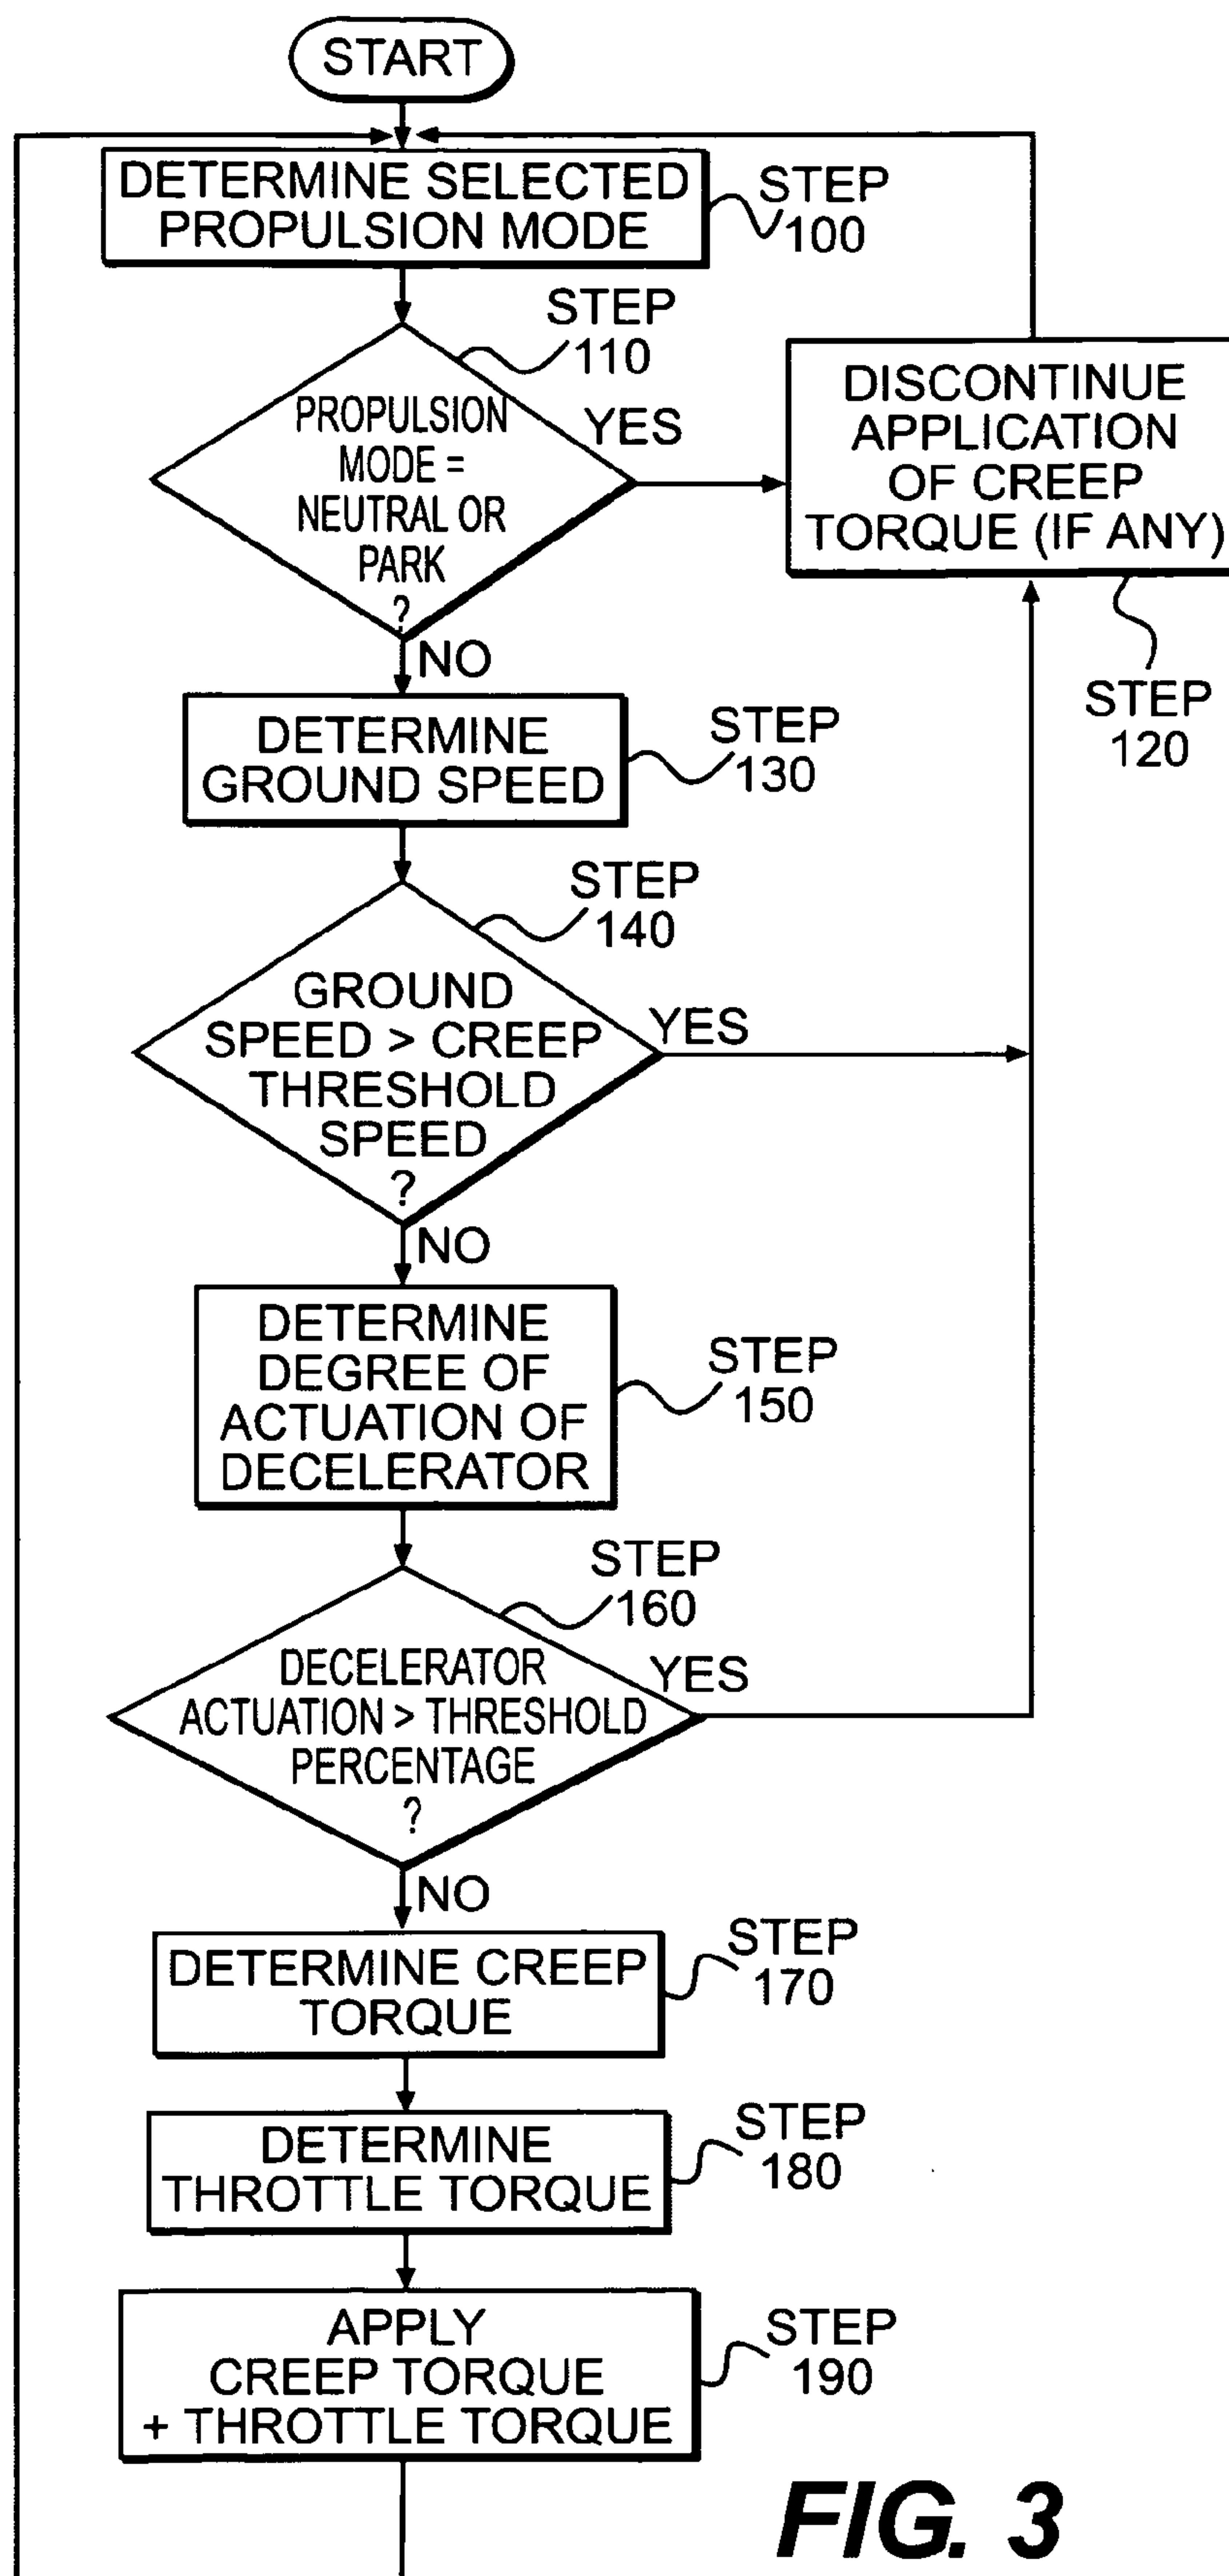 START
DETERMINE SELECTED
PROPULSION MODE
STEP
100
STEP
110
PROPULSION
MODE =
NEUTRAL OR
PARK
?
YES
DISCONTINUE
APPLICATION
OF CREEP
TORQUE (IF ANY)
STEP
120
NO
DETERMINE
GROUND SPEED
STEP
130
STEP
140
GROUND
SPEED > CREEP
THRESHOLD
SPEED
?
YES
NO
DETERMINE
DEGREE OF
ACTUATION OF
DECELERATOR
STEP
150
STEP
160
DECELERATOR
ACTUATION > THRESHOLD
PERCENTAGE
?
YES
NO
DETERMINE CREEP
TORQUE
STEP
170
DETERMINE
THROTTLE TORQUE
STEP
180
APPLY
CREEP TORQUE
+ THROTTLE TORQUE
STEP
190
FIG. 3